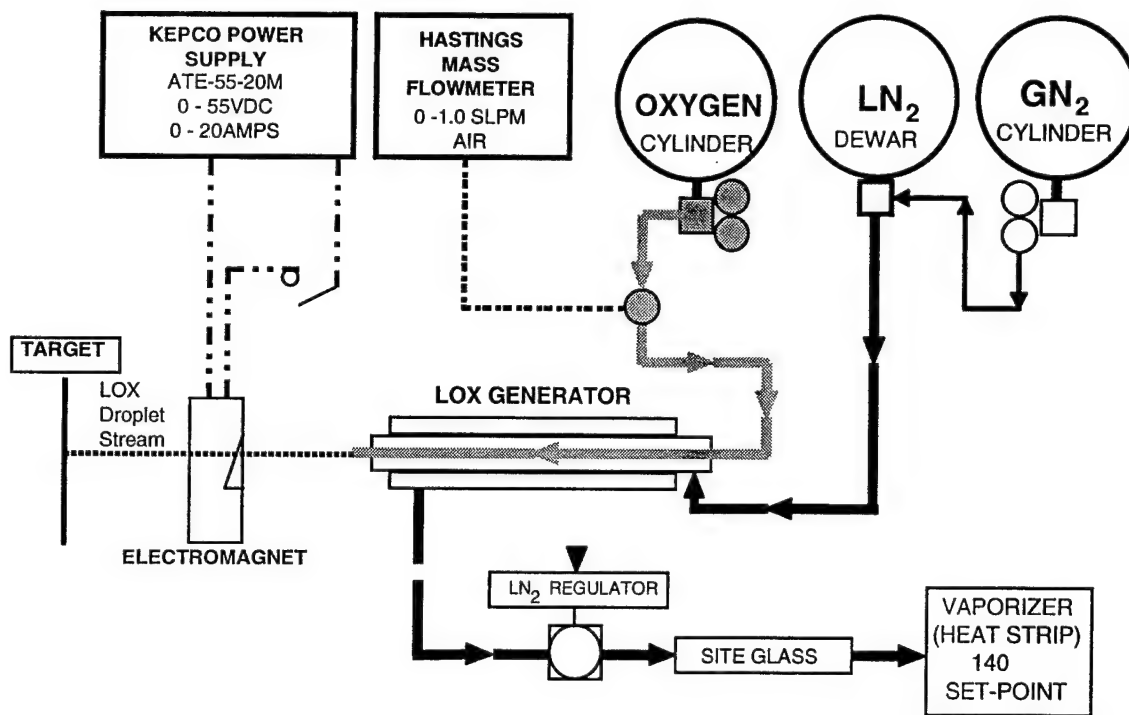 KEPCO POWER
SUPPLY
ATE-55-20M
0 - 55VDC
0 - 20AMPS
HASTINGS
MASS
FLOWMETER
0 -1.0 SLPM
AIR
OXYGEN
CYLINDER
LN2
DEWAR
GN2
CYLINDER
TARGET
LOX
Droplet
Stream
LOX GENERATOR
ELECTROMAGNET
LN2 REGULATOR
SITE GLASS
VAPORIZER
(HEAT STRIP)
140
SET-POINT